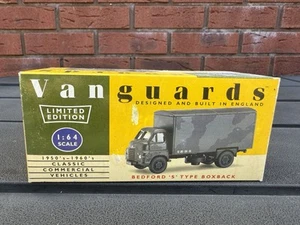 Vanguards
DESIGNED AND BUILT IN ENGLAND
LIMITED
EDITION
1:64
SCALE
1950's-1960's
CLASSIC
COMMERCIAL
VEHICLES
BEDFORD 'S' TYPE BOXBACK